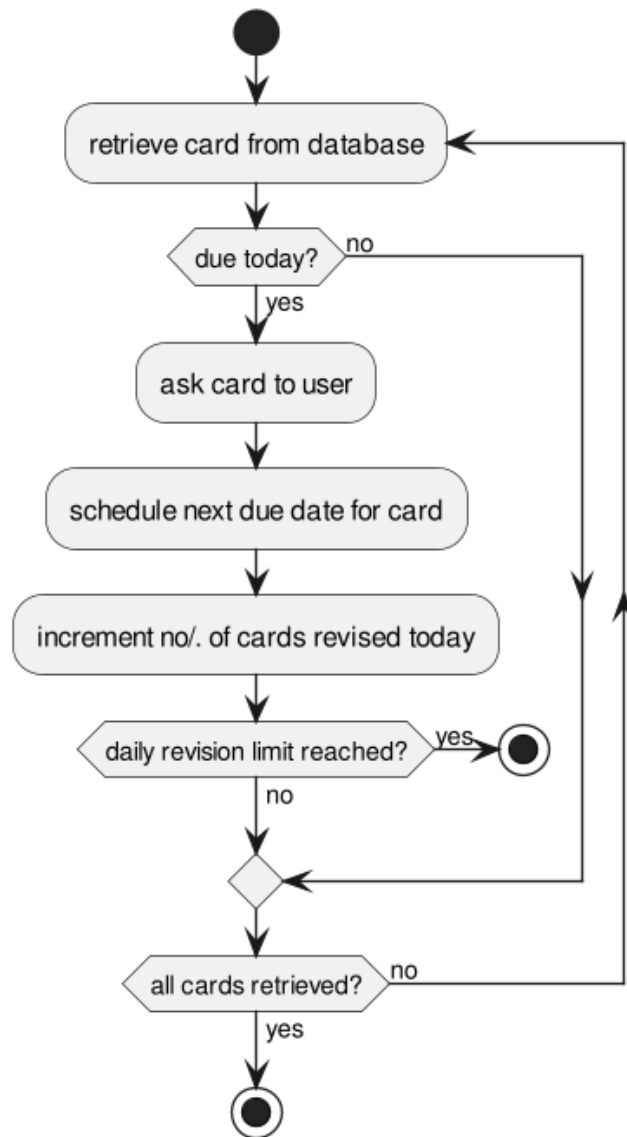 retrieve card from database
due today?
no
yes
ask card to user
schedule next due date for card
increment no/. of cards revised today
daily revision limit reached?
yes
no
all cards retrieved?
no
yes